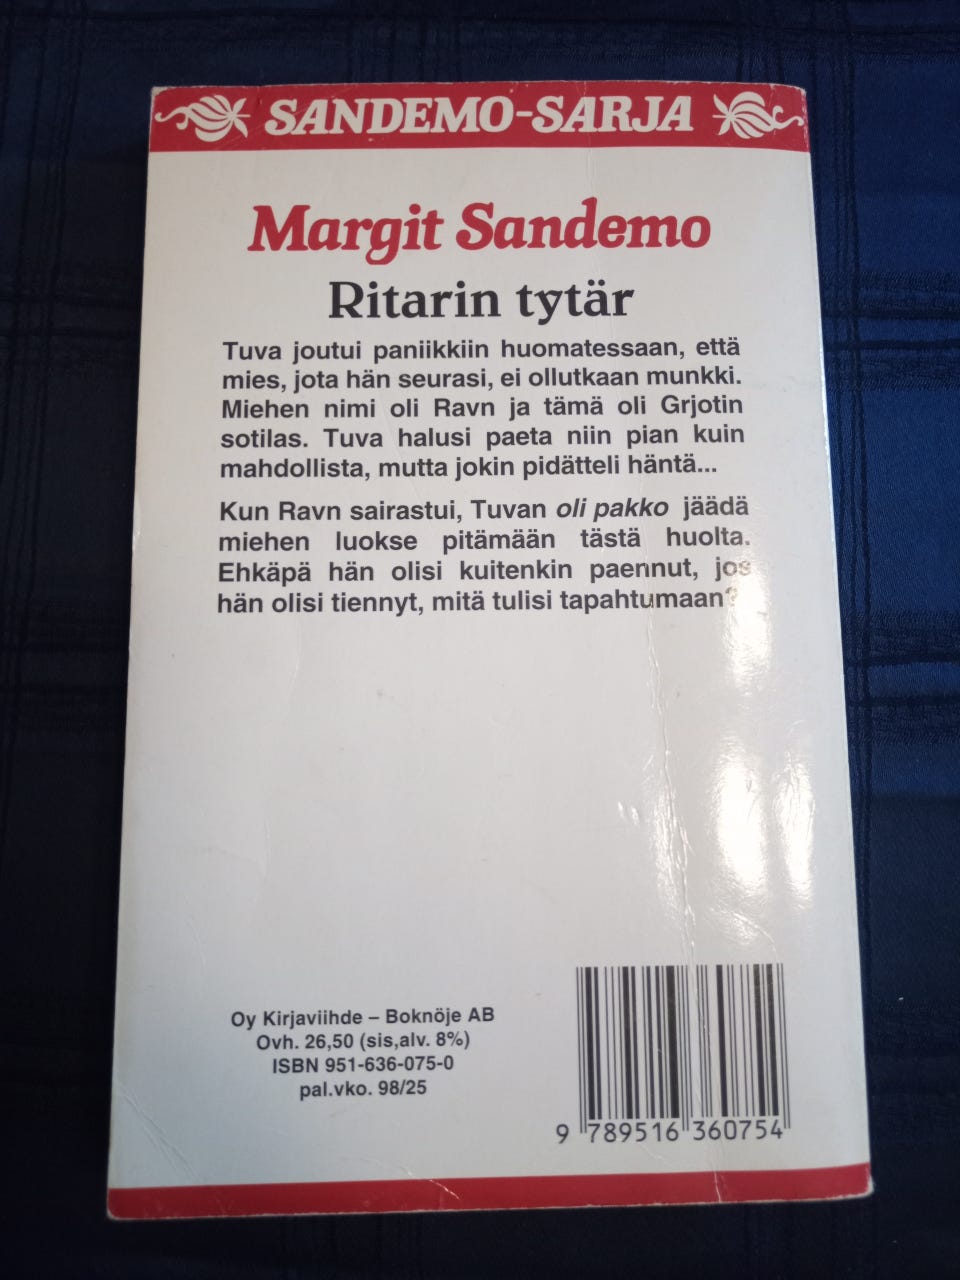 SANDEMO-SARJA
Margit Sandemo
Ritarin tytär
Tuva joutui paniikkiin huomatessaan, että
mies, jota hän seurasi, ei ollutkaan munkki.
Miehen nimi oli Ravn ja tämä oli Grjotin
sotilas. Tuva halusi paeta niin pian kuin
mahdollista, mutta jokin pidätteli häntä...
Kun Ravn sairastui, Tuvan oli pakko jäädä
miehen luokse pitämään tästä huolta.
Ehkäpä hän olisi kuitenkin paennut, jos
hän olisi tiennyt, mitä tulisi tapahtumaan?
Oy Kirjaviihde – Boknöje AB
Ovh. 26,50 (sis,alv. 8%)
ISBN 951-636-075-0
pal.vko. 98/25
9 789516 360754